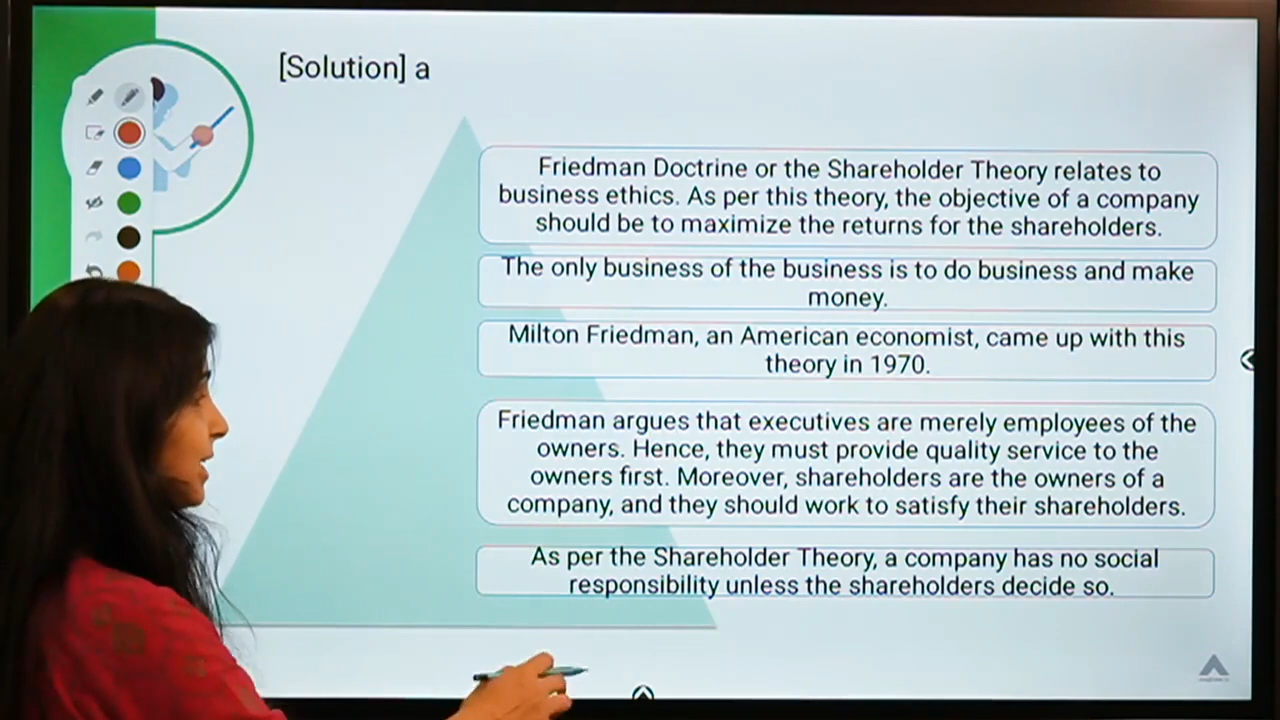 [Solution] a
Friedman Doctrine or the Shareholder Theory relates to
business ethics. As per this theory, the objective of a company
should be to maximize the returns for the shareholders.
The only business of the business is to do business and make
money.
Milton Friedman, an American economist, came up with this
theory in 1970.
Friedman argues that executives are merely employees of the
owners. Hence, they must provide quality service to the
owners first. Moreover, shareholders are the owners of a
company, and they should work to satisfy their shareholders.
As per the Shareholder Theory, a company has no social
responsibility unless the shareholders decide so.